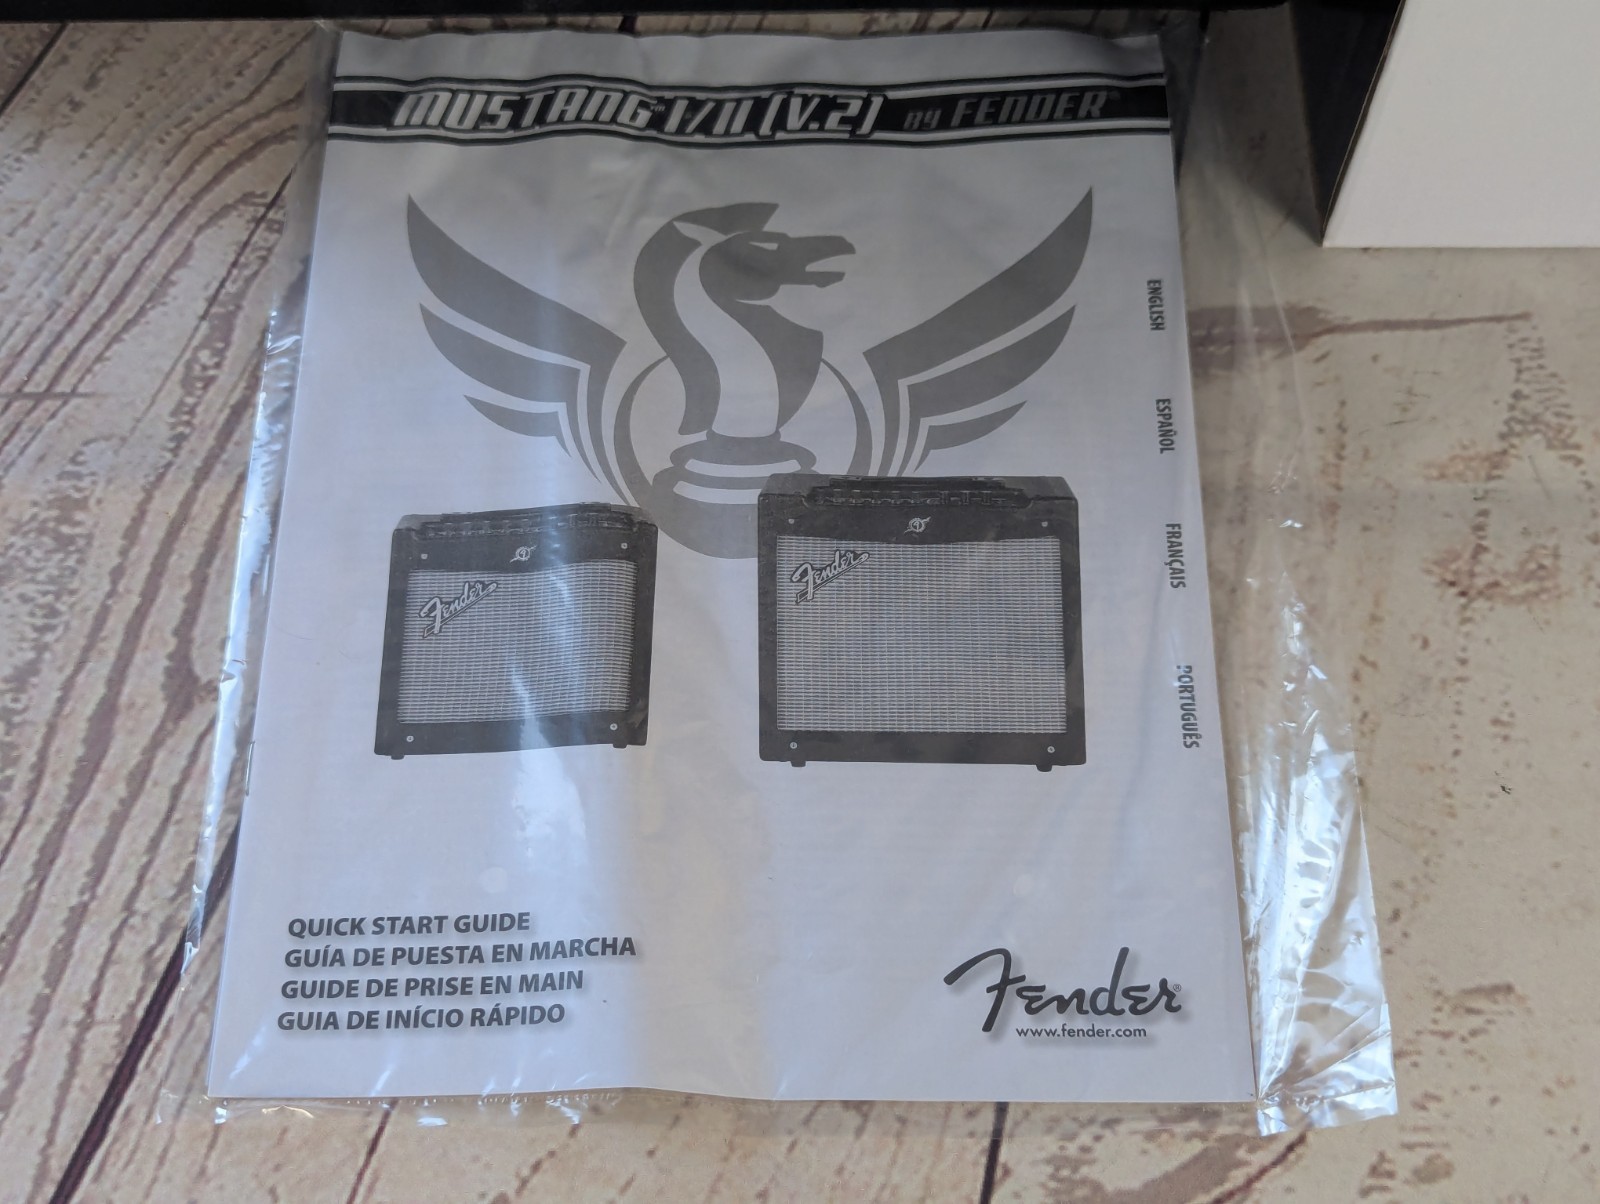 MUSTANG™ I/II (V.2) BY FENDER®
ENGLISH
ESPAÑOL
FRANÇAIS
PORTUGUÊS
Fender
Fender
QUICK START GUIDE
GUÍA DE PUESTA EN MARCHA
GUIDE DE PRISE EN MAIN
GUIA DE INÍCIO RÁPIDO
Fender®
www.fender.com